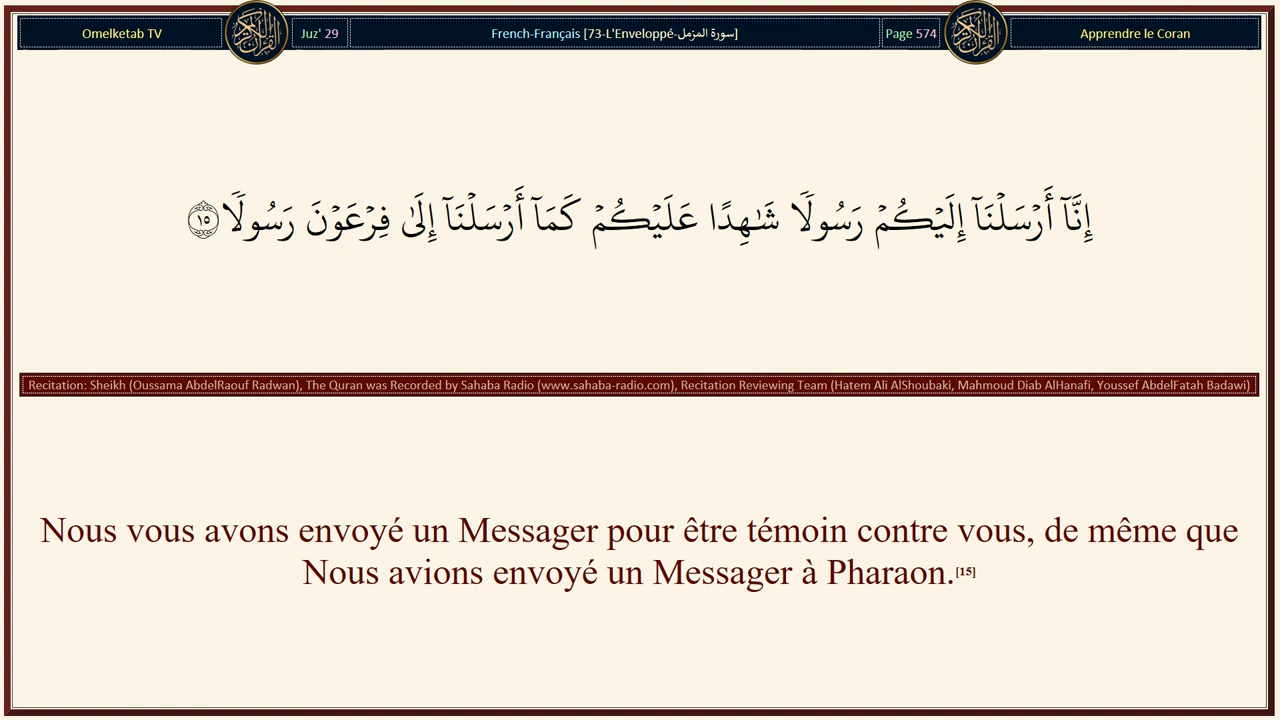 Omelketab TV
Juz' 29
French-Français [73-L'Enveloppé-سورة المزمل]
Page 574
Apprendre le Coran
إِنَّآ أَرۡسَلۡنَآ إِلَيۡكُمۡ رَسُولٗا شَٰهِدًا عَلَيۡكُمۡ كَمَآ أَرۡسَلۡنَآ إِلَىٰ فِرۡعَوۡنَ رَسُولٗا ١٥
Recitation: Sheikh (Oussama AbdelRaouf Radwan), The Quran was Recorded by Sahaba Radio (www.sahaba-radio.com), Recitation Reviewing Team (Hatem Ali AlShoubaki, Mahmoud Diab AlHanafi, Youssef AbdelFatah Badawi)
Nous vous avons envoyé un Messager pour être témoin contre vous, de même que
Nous avions envoyé un Messager à Pharaon.[15]